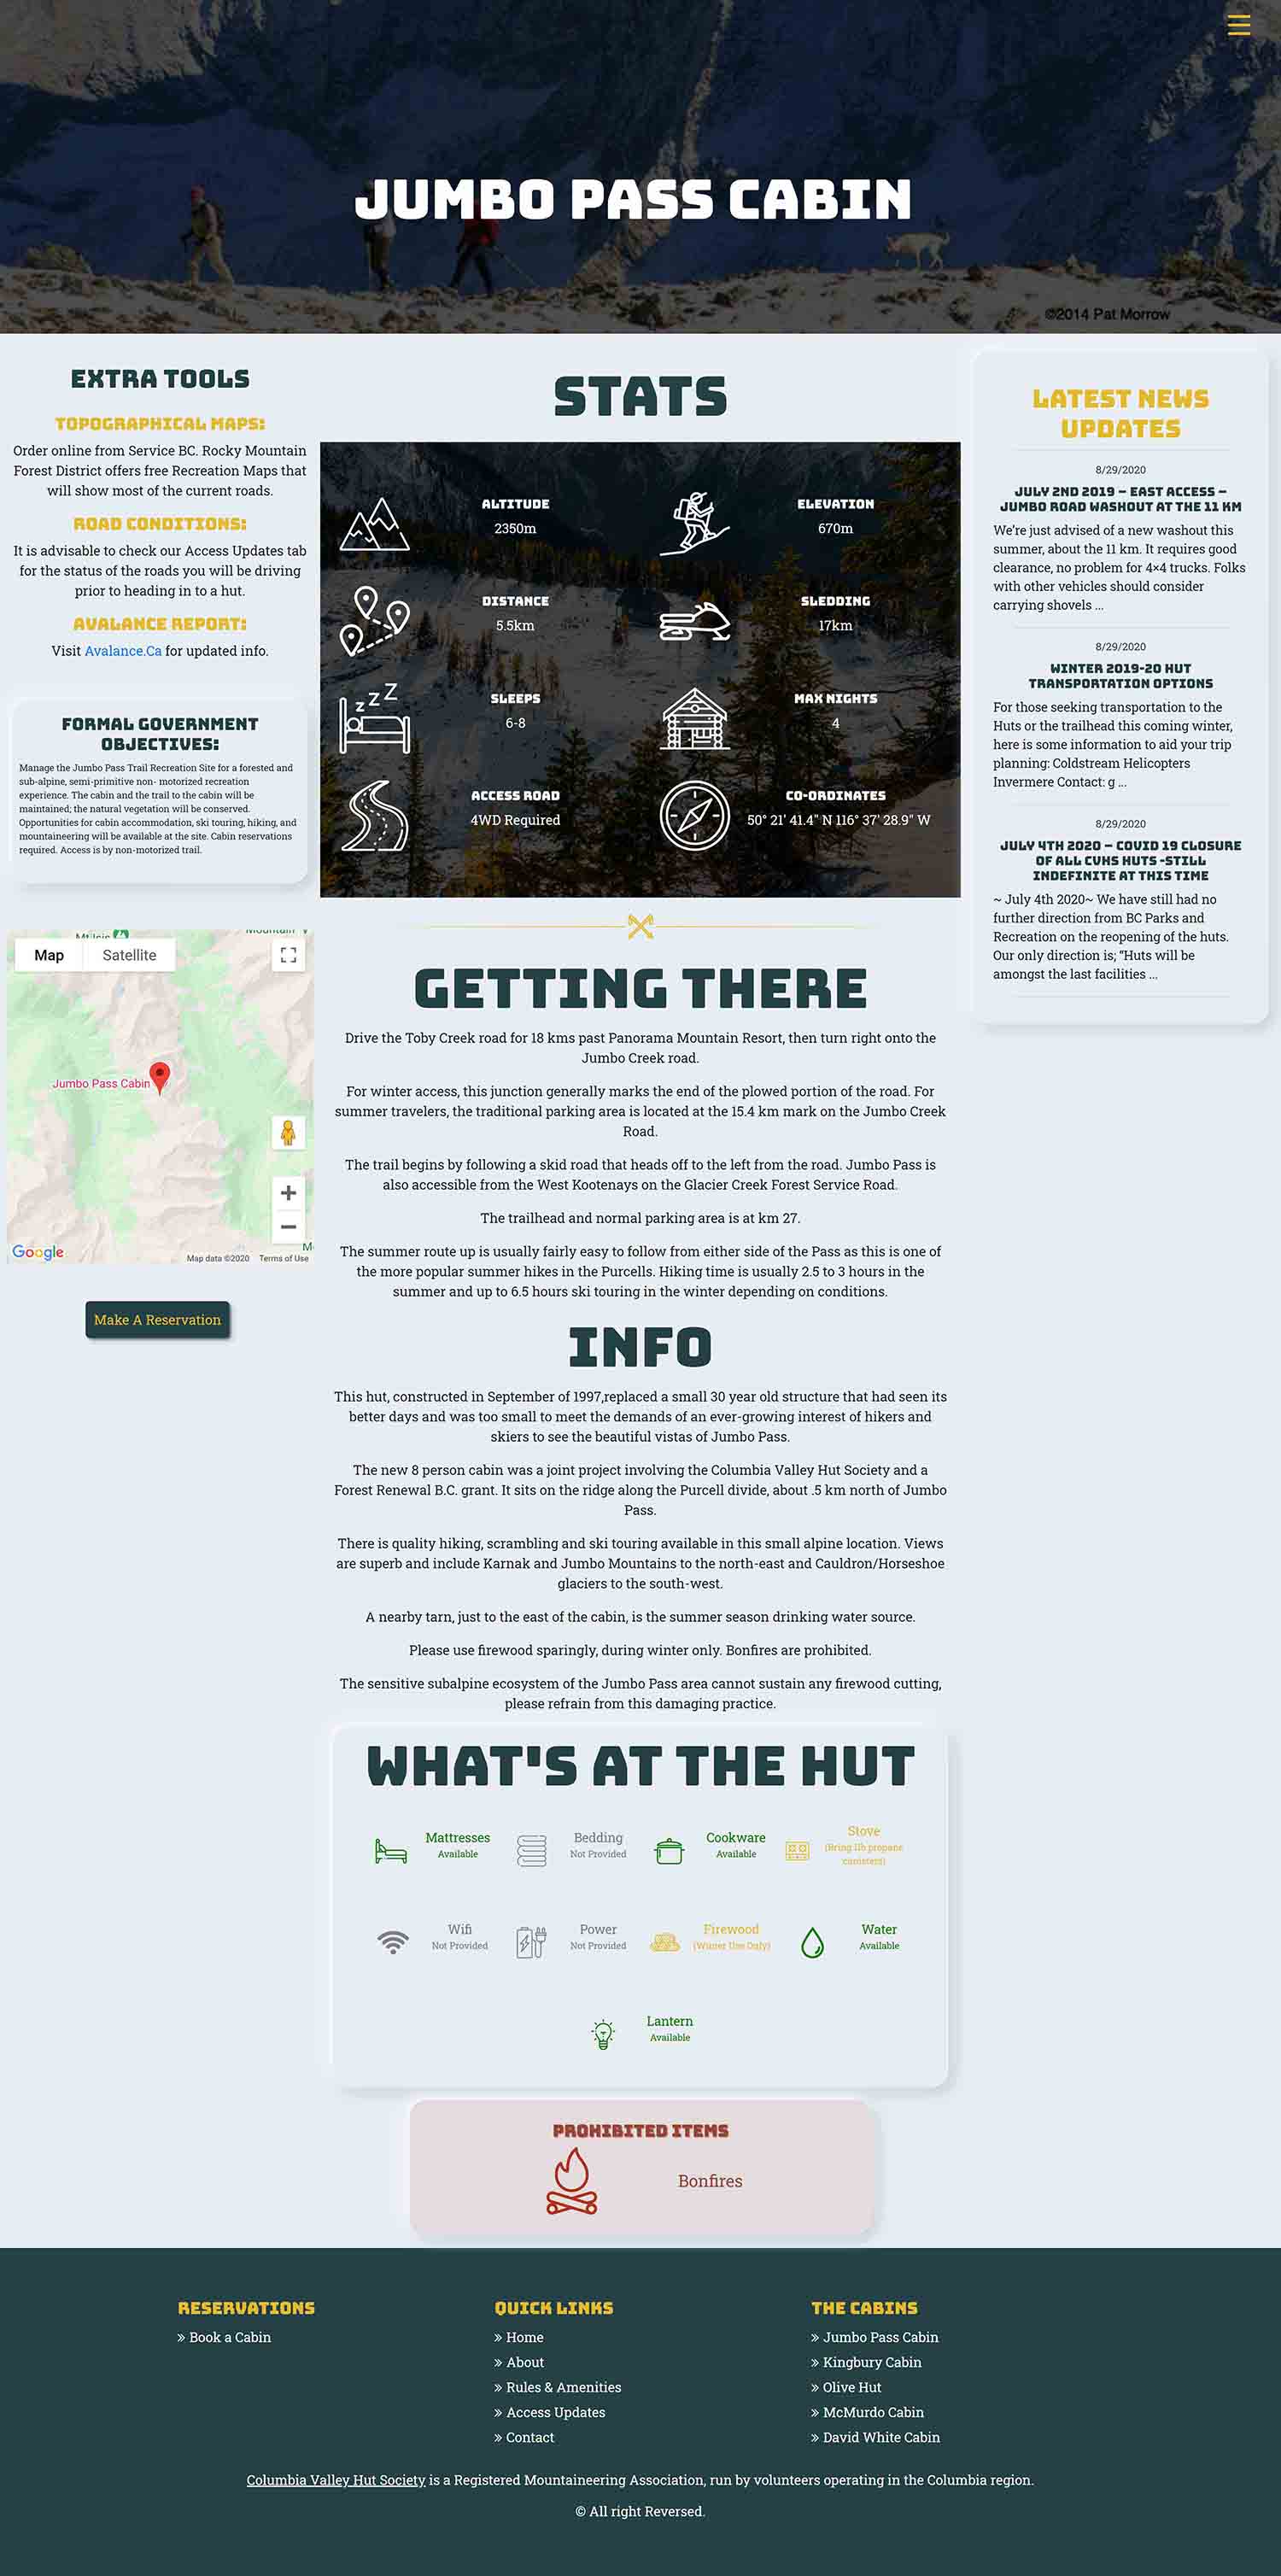 JUMBO PASS CABIN
©2014 Pat Morrow
EXTRA TOOLS
TOPOGRAPHICAL MAPS:
Order online from Service BC. Rocky Mountain
Forest District offers free Recreation Maps that
will show most of the current roads.
ROAD CONDITIONS:
It is advisable to check our Access Updates tab
for the status of the roads you will be driving
prior to heading in to a hut.
AVALANCE REPORT:
Visit Avalance.Ca for updated info.
FORMAL GOVERNMENT
OBJECTIVES:
Manage the Jumbo Pass Trail Recreation Site for a forested and
sub-alpine, semi-primitive non- motorized recreation
experience. The cabin and the trail to the cabin will be
maintained; the natural vegetation will be conserved.
Opportunities for cabin accommodation, ski touring, hiking, and
mountaineering will be available at the site. Cabin reservations
required. Access is by non-motorized trail.
Map
Satellite
Jumbo Pass Cabin
Google
Map data ©2020 Terms of Use
Make A Reservation
STATS
ALTITUDE
2350m
ELEVATION
670m
DISTANCE
5.5km
SLEDDING
17km
SLEEPS
6-8
MAX NIGHTS
4
ACCESS ROAD
4WD Required
CO-ORDINATES
50° 21' 41.4" N 116° 37' 28.9" W
GETTING THERE
Drive the Toby Creek road for 18 kms past Panorama Mountain Resort, then turn right onto the
Jumbo Creek road.
For winter access, this junction generally marks the end of the plowed portion of the road. For
summer travelers, the traditional parking area is located at the 15.4 km mark on the Jumbo Creek
Road.
The trail begins by following a skid road that heads off to the left from the road. Jumbo Pass is
also accessible from the West Kootenays on the Glacier Creek Forest Service Road.
The trailhead and normal parking area is at km 27.
The summer route up is usually fairly easy to follow from either side of the Pass as this is one of
the more popular summer hikes in the Purcells. Hiking time is usually 2.5 to 3 hours in the
summer and up to 6.5 hours ski touring in the winter depending on conditions.
INFO
This hut, constructed in September of 1997,replaced a small 30 year old structure that had seen its
better days and was too small to meet the demands of an ever-growing interest of hikers and
skiers to see the beautiful vistas of Jumbo Pass.
The new 8 person cabin was a joint project involving the Columbia Valley Hut Society and a
Forest Renewal B.C. grant. It sits on the ridge along the Purcell divide, about .5 km north of Jumbo
Pass.
There is quality hiking, scrambling and ski touring available in this small alpine location. Views
are superb and include Karnak and Jumbo Mountains to the north-east and Cauldron/Horseshoe
glaciers to the south-west.
A nearby tarn, just to the east of the cabin, is the summer season drinking water source.
Please use firewood sparingly, during winter only. Bonfires are prohibited.
The sensitive subalpine ecosystem of the Jumbo Pass area cannot sustain any firewood cutting,
please refrain from this damaging practice.
WHAT'S AT THE HUT
Mattresses
Available
Bedding
Not Provided
Cookware
Available
Stove
(Bring 1lb propane
canisters)
Wifi
Not Provided
Power
Not Provided
Firewood
(Winter Use Only)
Water
Available
Lantern
Available
PROHIBITED ITEMS
Bonfires
LATEST NEWS
UPDATES
8/29/2020
JULY 2ND 2019 – EAST ACCESS –
JUMBO ROAD WASHOUT AT THE 11 KM
We're just advised of a new washout this
summer, about the 11 km. It requires good
clearance, no problem for 4×4 trucks. Folks
with other vehicles should consider
carrying shovels ...
8/29/2020
WINTER 2019-20 HUT
TRANSPORTATION OPTIONS
For those seeking transportation to the
Huts or the trailhead this coming winter,
here is some information to aid your trip
planning: Coldstream Helicopters
Invermere Contact: g ...
8/29/2020
JULY 4TH 2020 – COVID 19 CLOSURE
OF ALL CVHS HUTS -STILL
INDEFINITE AT THIS TIME
~ July 4th 2020~ We have still had no
further direction from BC Parks and
Recreation on the reopening of the huts.
Our only direction is; "Huts will be
amongst the last facilities ...
RESERVATIONS
» Book a Cabin
QUICK LINKS
» Home
» About
» Rules & Amenities
» Access Updates
» Contact
THE CABINS
» Jumbo Pass Cabin
» Kingbury Cabin
» Olive Hut
» McMurdo Cabin
» David White Cabin
Columbia Valley Hut Society is a Registered Mountaineering Association, run by volunteers operating in the Columbia region.
© All right Reversed.